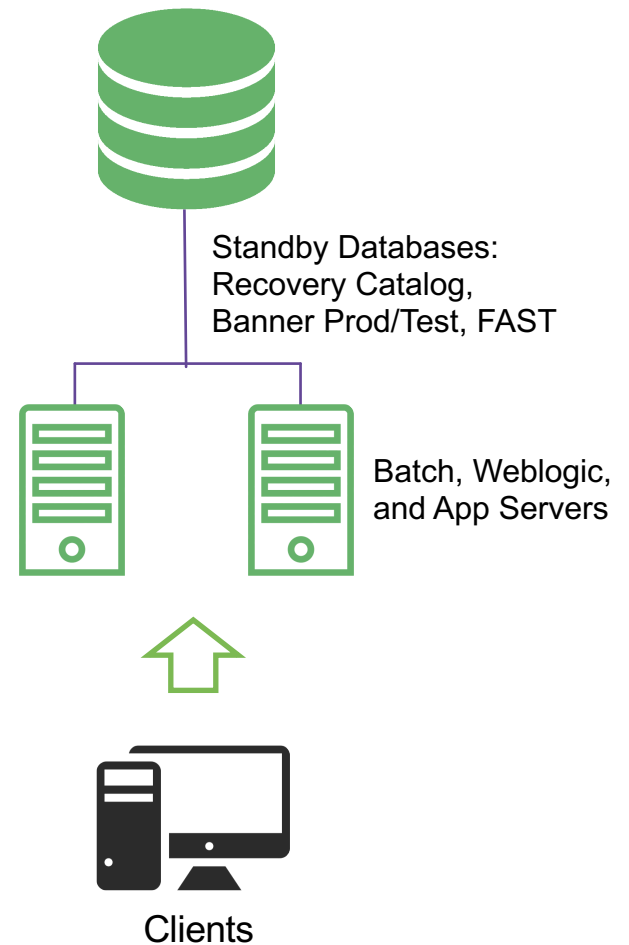 Standby Databases:
Recovery Catalog,
Banner Prod/Test, FAST
Batch, Weblogic,
and App Servers
Clients